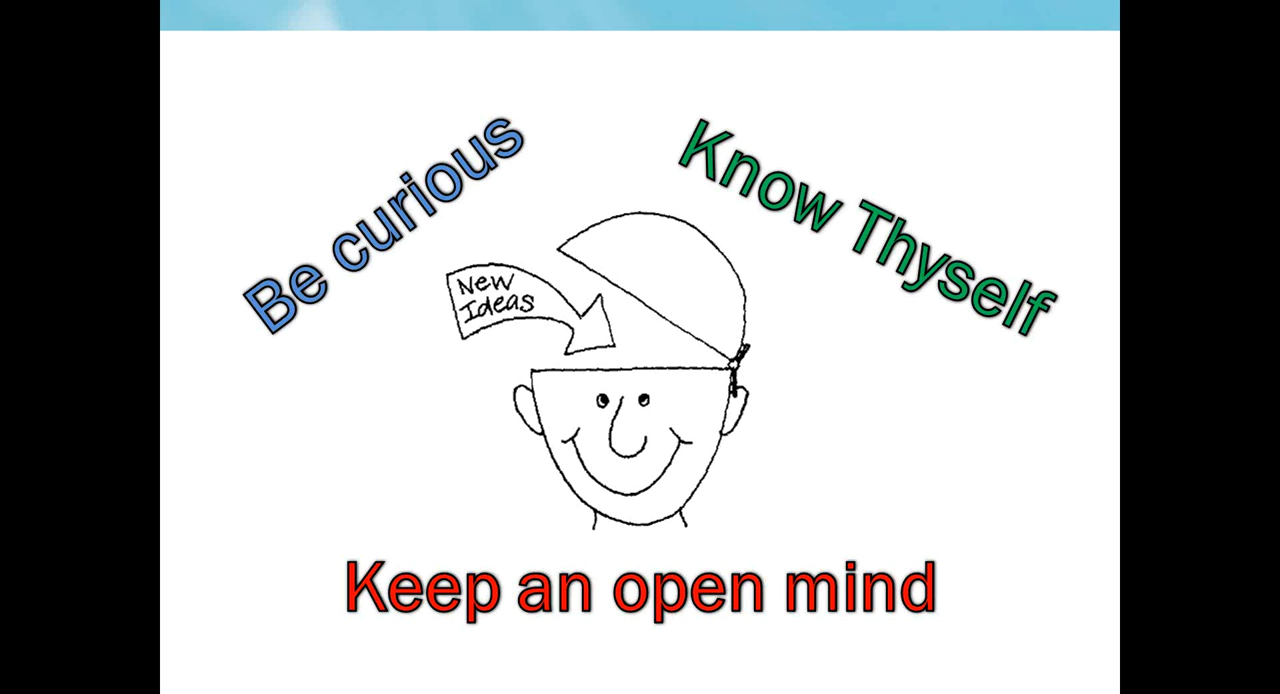 Be curious
Know Thyself
New
Ideas
Keep an open mind